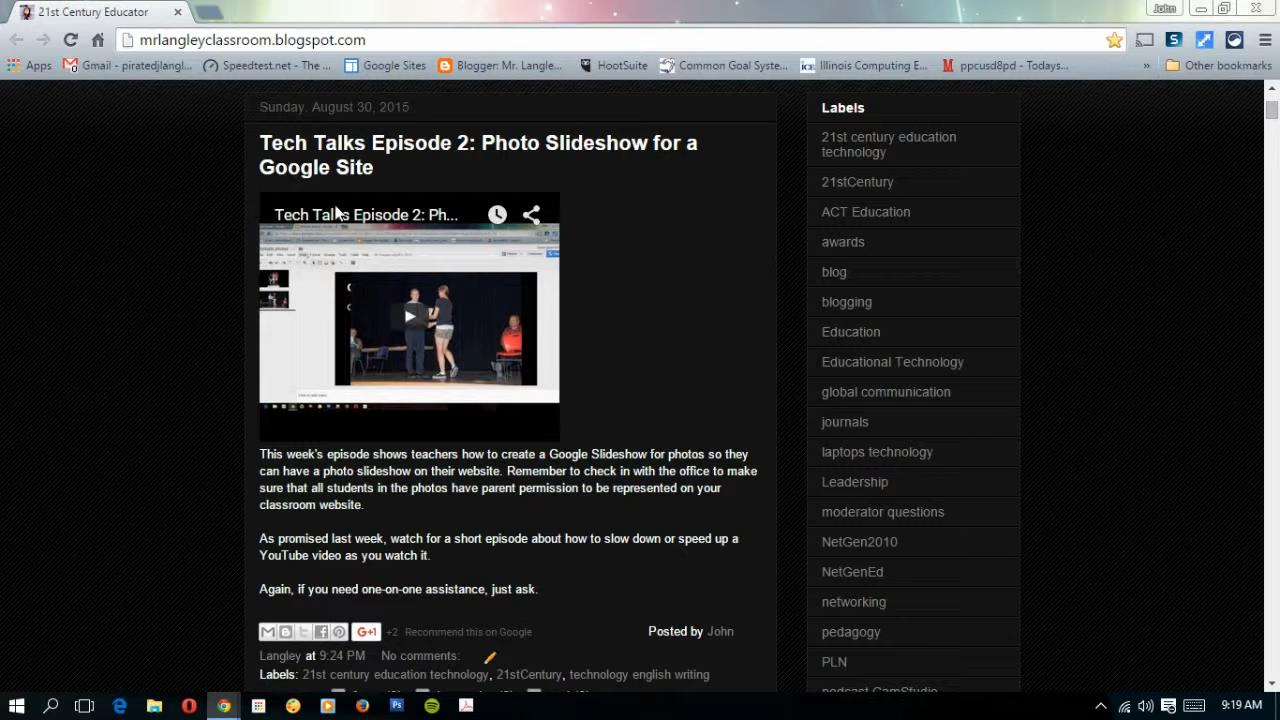 21st Century Educator
John
mrlangleyclassroom.blogspot.com
Apps
Gmail - piratedjlangl...
Speedtest.net - The ...
Google Sites
Blogger: Mr. Langle...
HootSuite
Common Goal Syste...
Illinois Computing E...
ppcusd8pd - Todays...
»
Other bookmarks
Sunday, August 30, 2015
Tech Talks Episode 2: Photo Slideshow for a
Google Site
Tech Talks Episode 2: Ph...
This week's episode shows teachers how to create a Google Slideshow for photos so they
can have a photo slideshow on their website. Remember to check in with the office to make
sure that all students in the photos have parent permission to be represented on your
classroom website.
As promised last week, watch for a short episode about how to slow down or speed up a
YouTube video as you watch it.
Again, if you need one-on-one assistance, just ask.
G+1 +2 Recommend this on Google
Posted by John
Langley at 9:24 PM No comments:
Labels: 21st century education technology, 21stCentury, technology english writing
Labels
21st century education
technology
21stCentury
ACT Education
awards
blog
blogging
Education
Educational Technology
global communication
journals
laptops technology
Leadership
moderator questions
NetGen2010
NetGenEd
networking
pedagogy
PLN
podcast CamStudio
9:19 AM